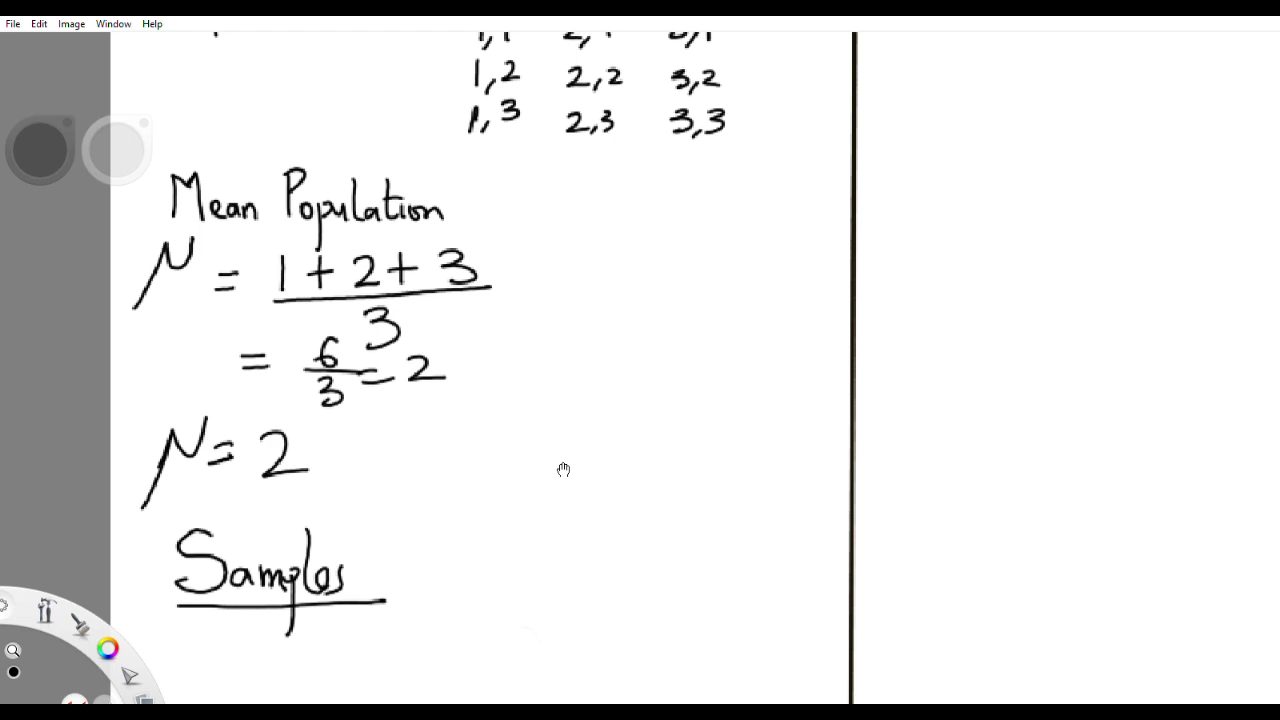 File Edit Image Window Help
1,2 2,2 3,2
1,3 2,3 3,3
Mean Population
μ = 1 + 2 + 3
3
= 6/3 = 2
μ = 2
Samples